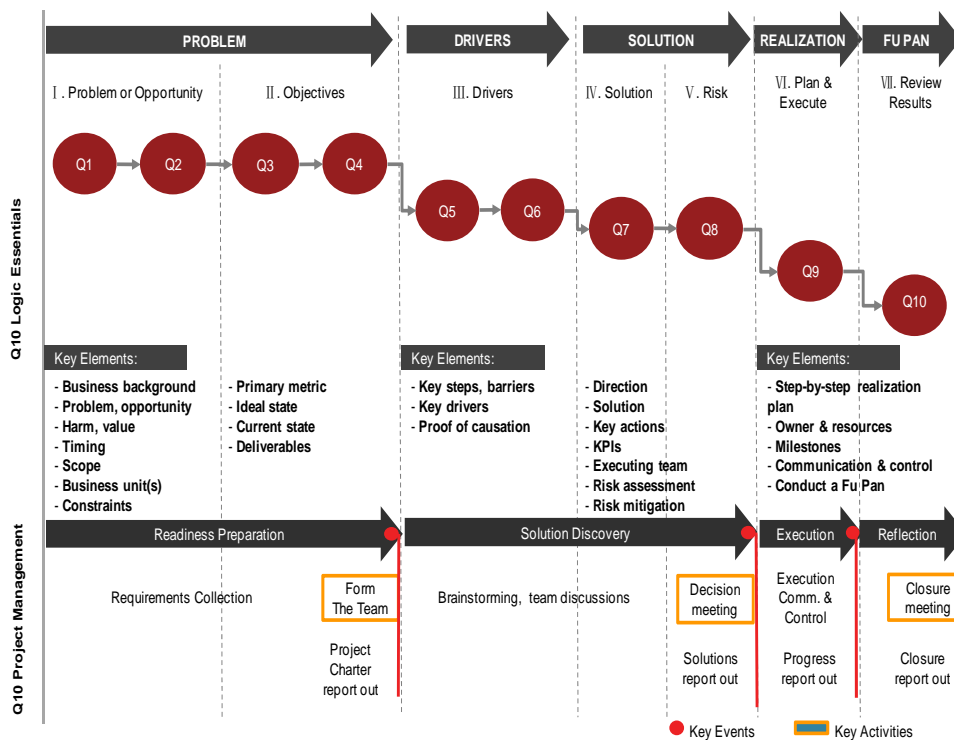 PROBLEM
DRIVERS
SOLUTION
REALIZATION
FU PAN
Ⅰ. Problem or Opportunity
Ⅱ. Objectives
Ⅲ. Drivers
Ⅳ. Solution
Ⅴ. Risk
Ⅵ. Plan &
Execute
Ⅶ. Review
Results
Q10 Logic Essentials
Q1
Q2
Q3
Q4
Q5
Q6
Q7
Q8
Q9
Q10
Key Elements:
- Business background
- Problem, opportunity
- Harm, value
- Timing
- Scope
- Business unit(s)
- Constraints
- Primary metric
- Ideal state
- Current state
- Deliverables
Key Elements:
- Key steps, barriers
- Key drivers
- Proof of causation
- Direction
- Solution
- Key actions
- KPIs
- Executing team
- Risk assessment
- Risk mitigation
Key Elements:
- Step-by-step realization
plan
- Owner & resources
- Milestones
- Communication & control
- Conduct a Fu Pan
Q10 Project Management
Readiness Preparation
Solution Discovery
Execution
Reflection
Requirements Collection
Form
The Team
Project
Charter
report out
Brainstorming, team discussions
Decision
meeting
Solutions
report out
Execution
Comm. &
Control
Progress
report out
Closure
meeting
Closure
report out
Key Events
Key Activities